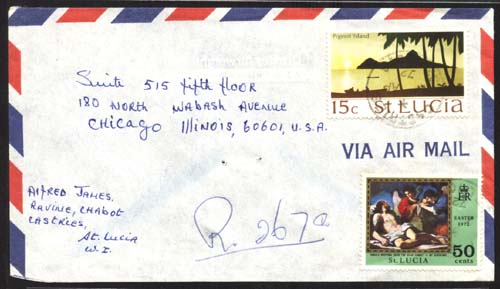 Pigeon Island
15c St. LUCIA
Suite 515 fifth floor
180 NORTH WABASH AVENUE
CHICAGO Illinois, 60601, U.S.A.
VIA AIR MAIL
Alfred James,
Ravine, Chabot
Castries,
St. Lucia
W.I.
R. 267a
E R
EASTER
1972
50
cents
ST. LUCIA